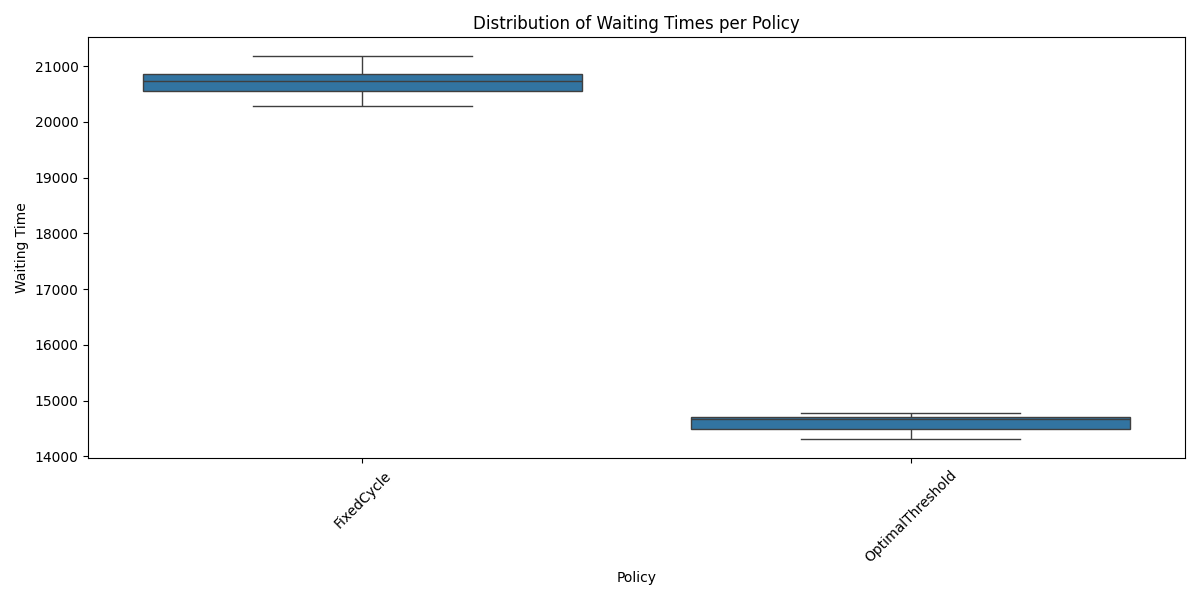 Distribution of Waiting Times per Policy
21000
20000
19000
18000
17000
16000
15000
14000
Waiting Time
FixedCycle
OptimalThreshold
Policy